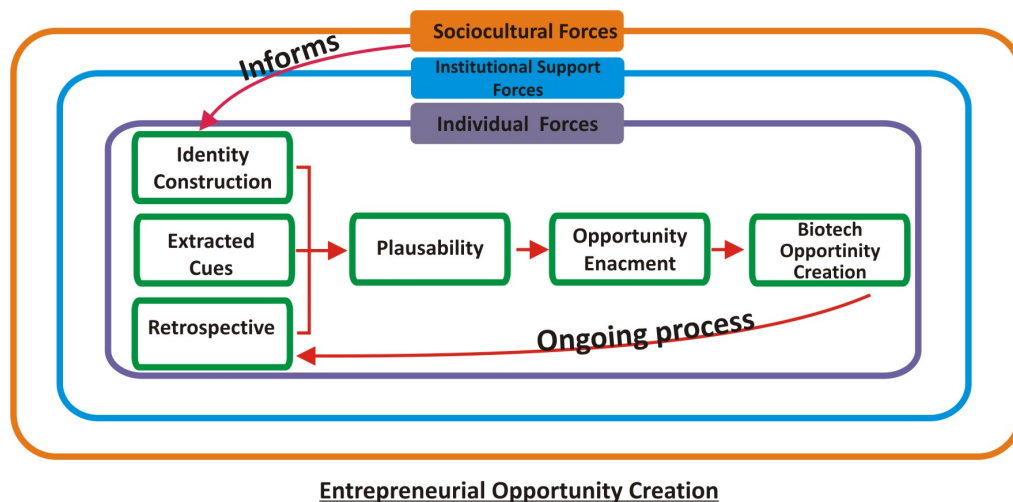 Sociocultural Forces
Informs
Institutional Support
Forces
Individual Forces
Identity
Construction
Extracted
Cues
Retrospective
Plausability
Opportunity
Enacment
Biotech
Opportinity
Creation
Ongoing process
Entrepreneurial Opportunity Creation